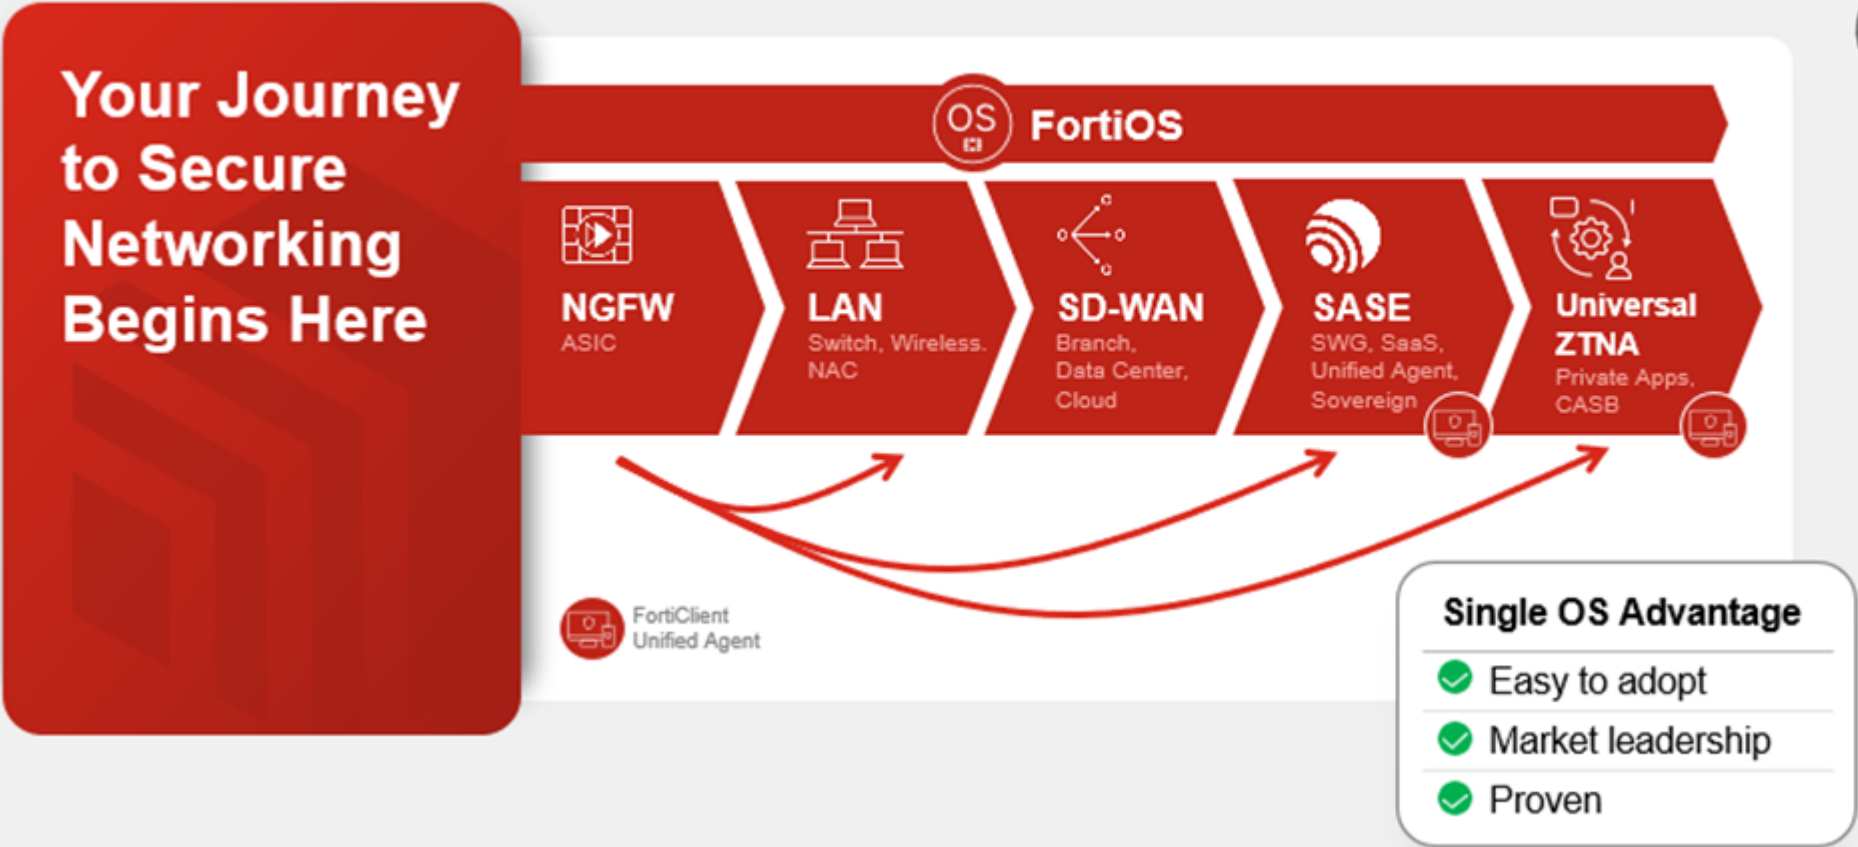 Your Journey
to Secure
Networking
Begins Here
OS
FortiOS
NGFW
ASIC
LAN
Switch, Wireless.
NAC
SD-WAN
Branch,
Data Center,
Cloud
SASE
SWG, SaaS,
Unified Agent,
Sovereign
Universal
ZTNA
Private Apps,
CASB
FortiClient
Unified Agent
Single OS Advantage
Easy to adopt
Market leadership
Proven